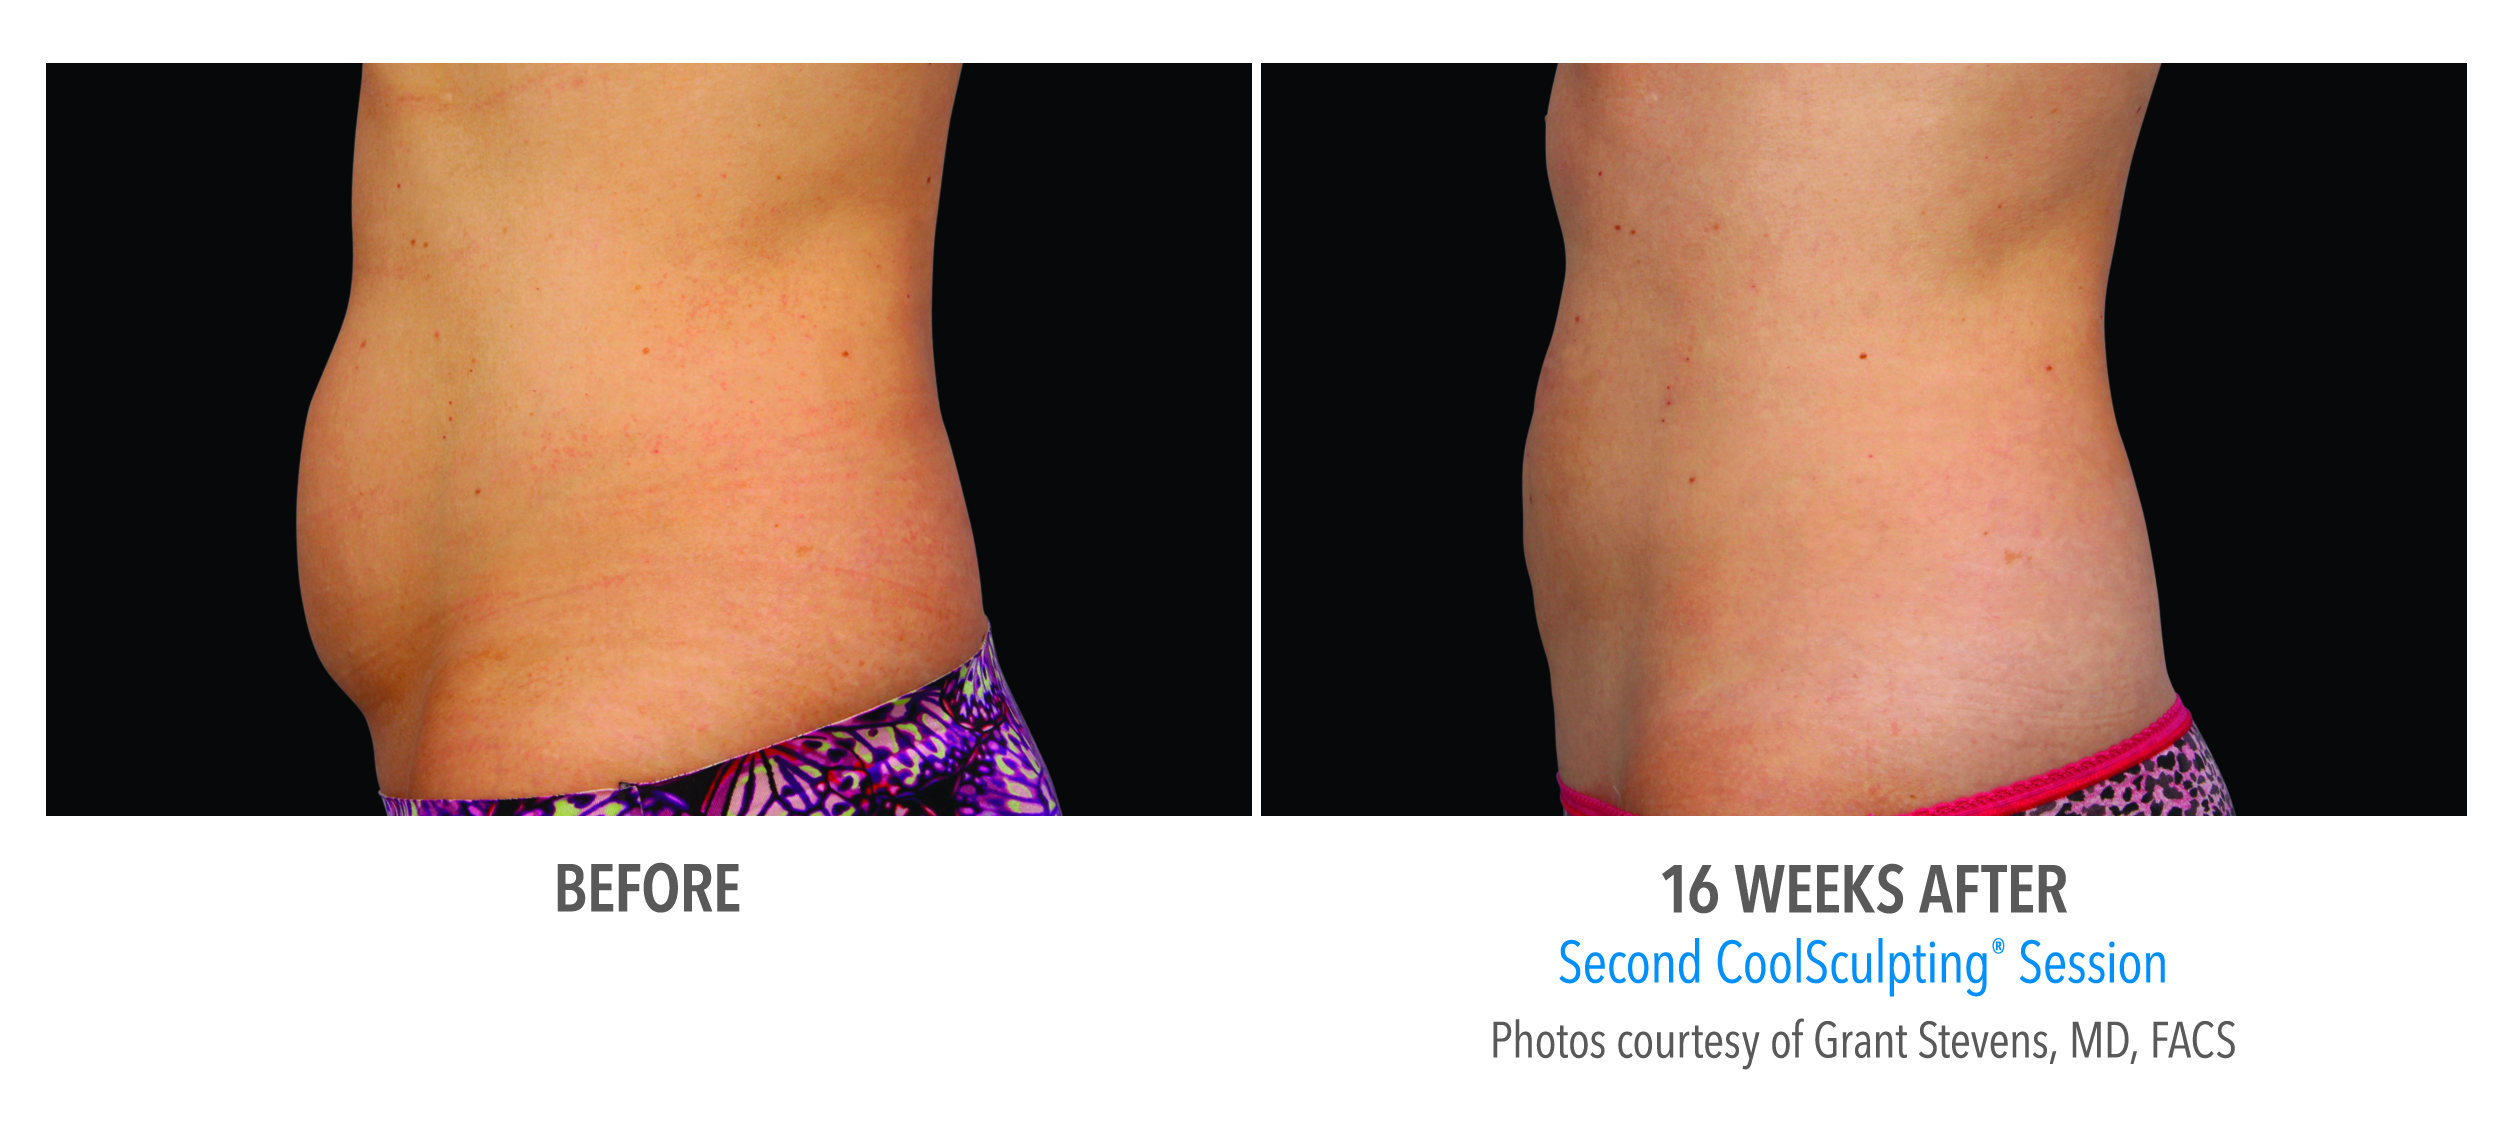 BEFORE
16 WEEKS AFTER
Second CoolSculpting® Session
Photos courtesy of Grant Stevens, MD, FACS